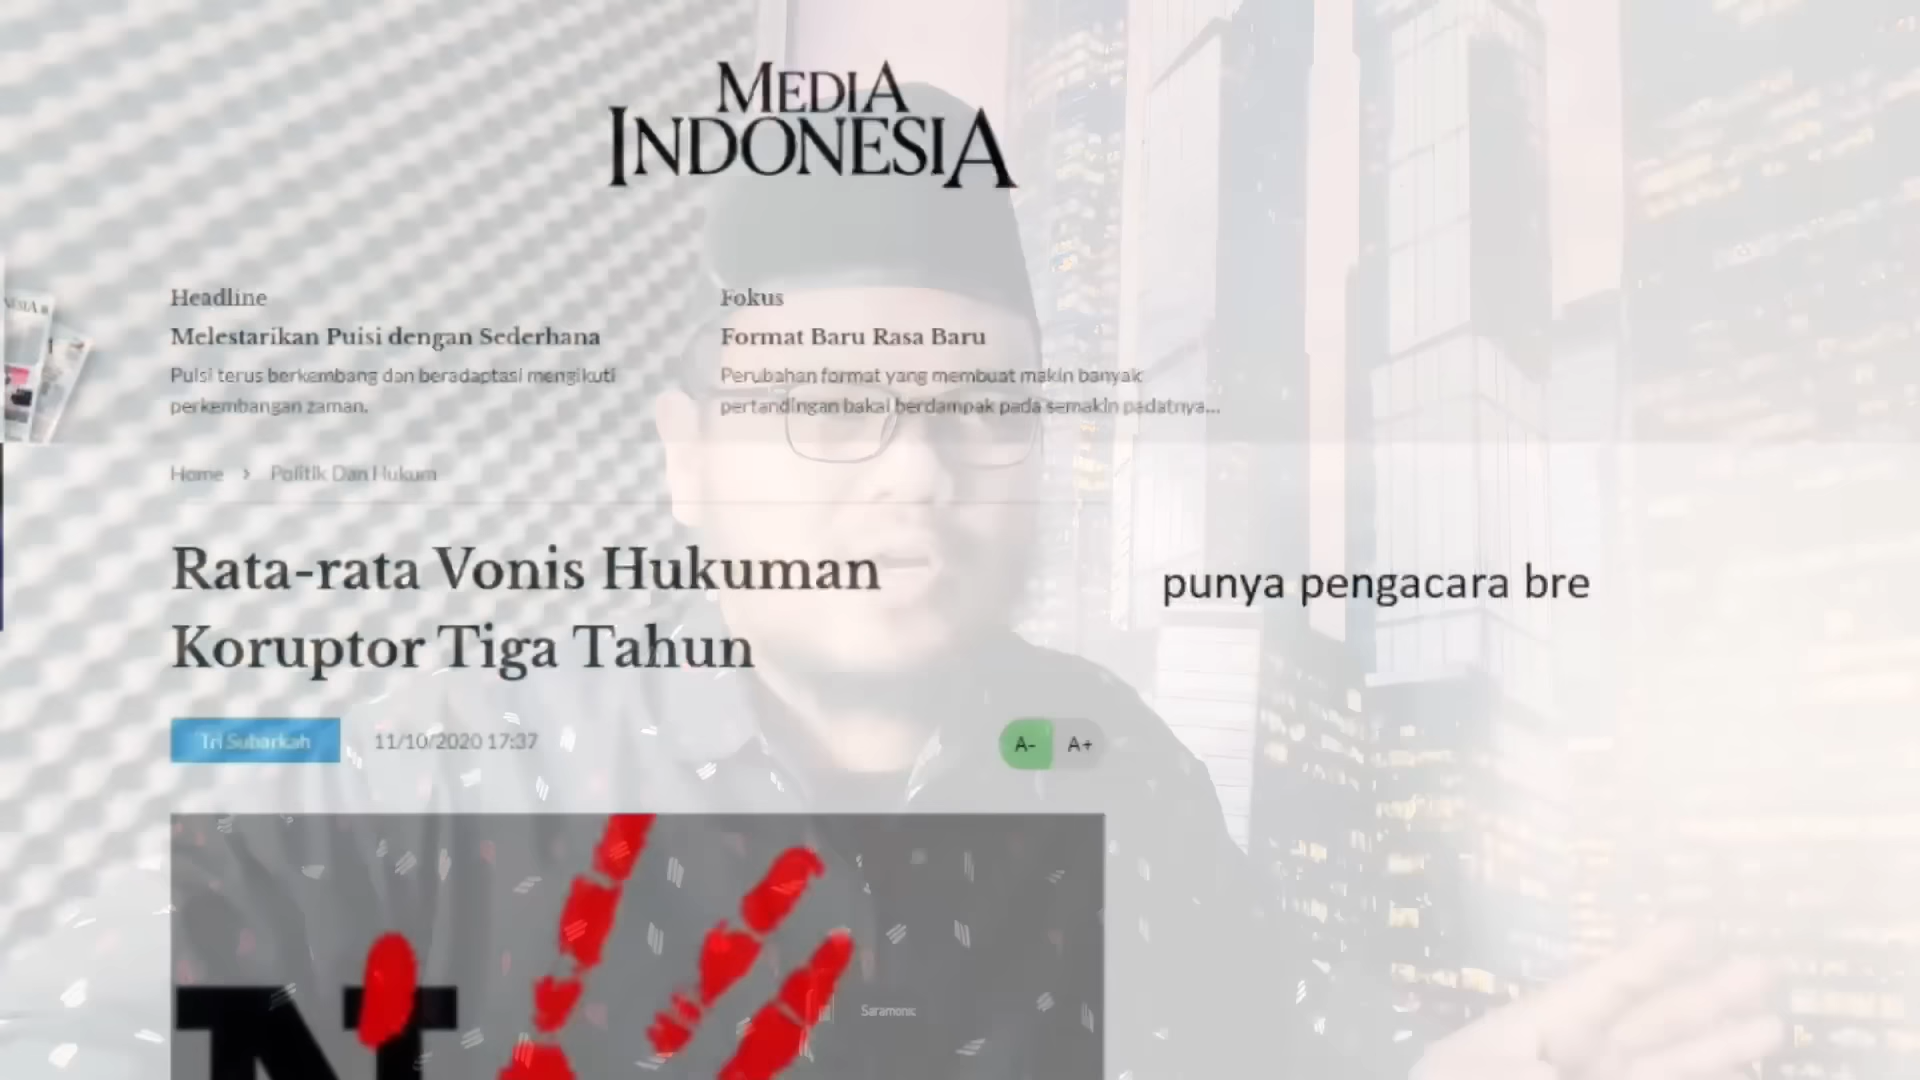 MEDIA
INDONESIA
Headline
Melestarikan Puisi dengan Sederhana
Puisi terus berkembang dan beradaptasi mengikuti
perkembangan zaman.
Fokus
Format Baru Rasa Baru
Perubahan format yang membuat makin banyak
pertandingan bakal berdampak pada semakin padatnya...
Home > Politik Dan Hukum
Rata-rata Vonis Hukuman
Koruptor Tiga Tahun
punya pengacara bre
Tri Subarkah 11/10/2020 17:37
A- A+
N
Saramonic